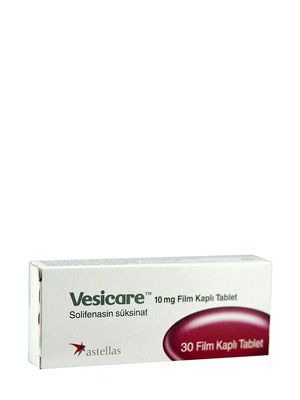 Vesicare™ 10 mg Film Kaplı Tablet
Solifenasin süksinat
astellas
30 Film Kaplı Tablet